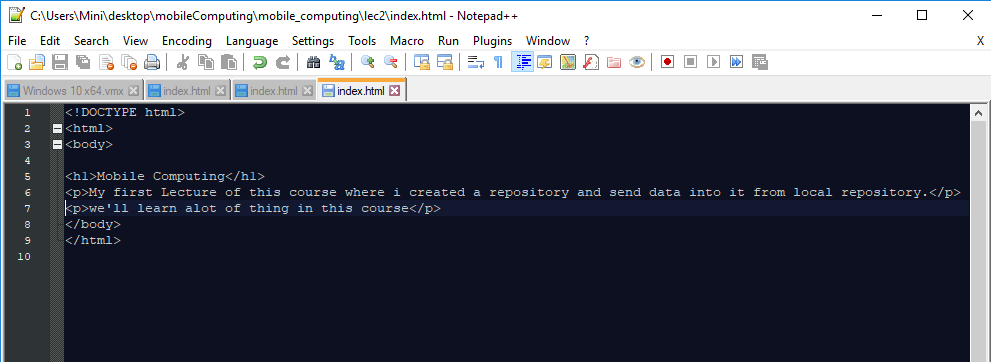 C:\Users\Mini\desktop\mobileComputing\mobile_computing\lec2\index.html - Notepad++
File Edit Search View Encoding Language Settings Tools Macro Run Plugins Window ? X
Windows 10 x64.vmx index.html index.html index.html
1 <!DOCTYPE html>
2 <html>
3 <body>
4
5 <h1>Mobile Computing</h1>
6 <p>My first Lecture of this course where i created a repository and send data into it from local repository.</p>
7 <p>we'll learn alot of thing in this course</p>
8 </body>
9 </html>
10